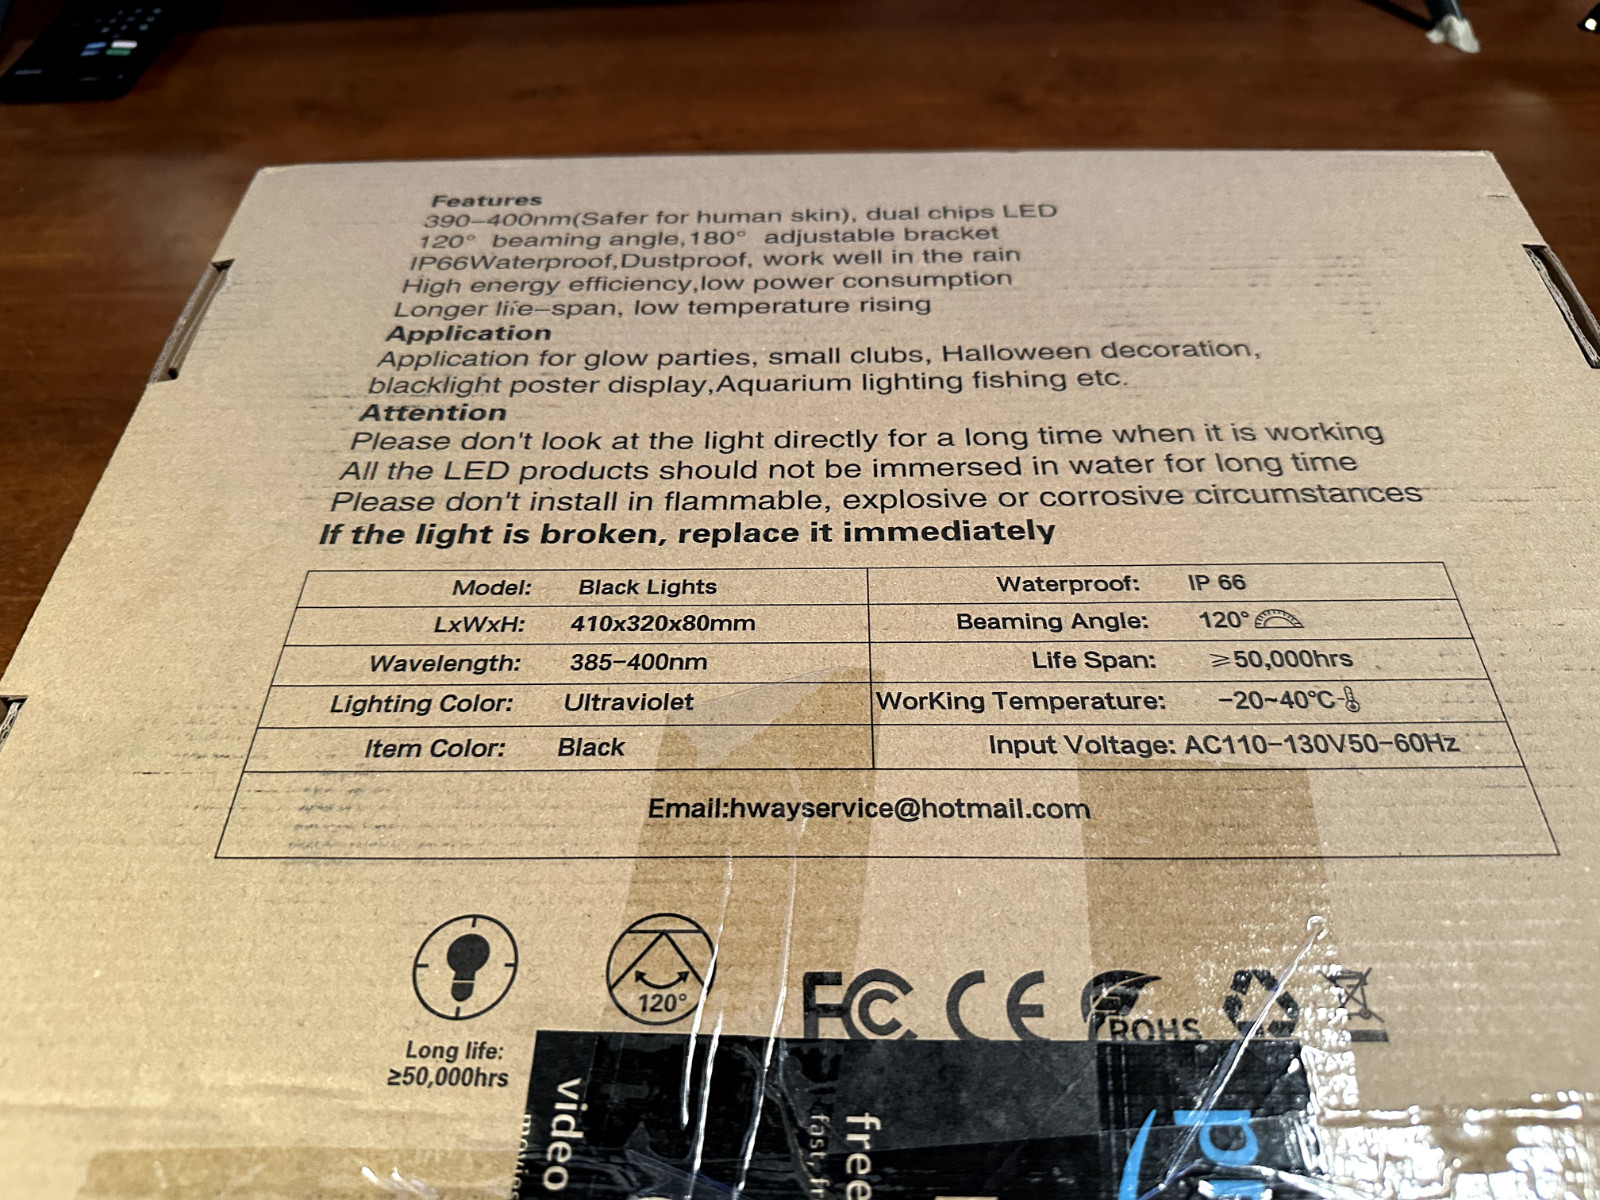 Features
390-400nm(Safer for human skin), dual chips LED
120° beaming angle,180° adjustable bracket
IP66Waterproof,Dustproof, work well in the rain
High energy efficiency,low power consumption
Longer life-span, low temperature rising
Application
Application for glow parties, small clubs, Halloween decoration,
blacklight poster display,Aquarium lighting fishing etc.
Attention
Please don't look at the light directly for a long time when it is working
All the LED products should not be immersed in water for long time
Please don't install in flammable, explosive or corrosive circumstances
If the light is broken, replace it immediately
Model: Black Lights Waterproof: IP 66
LxWxH: 410x320x80mm Beaming Angle: 120°
Wavelength: 385-400nm Life Span: ≥50,000hrs
Lighting Color: Ultraviolet WorKing Temperature: -20~40℃
Item Color: Black Input Voltage: AC110-130V50-60Hz
Email:hwayservice@hotmail.com
120°
FC CE ROHS
Long life:
≥50,000hrs
video
free
fast, fr